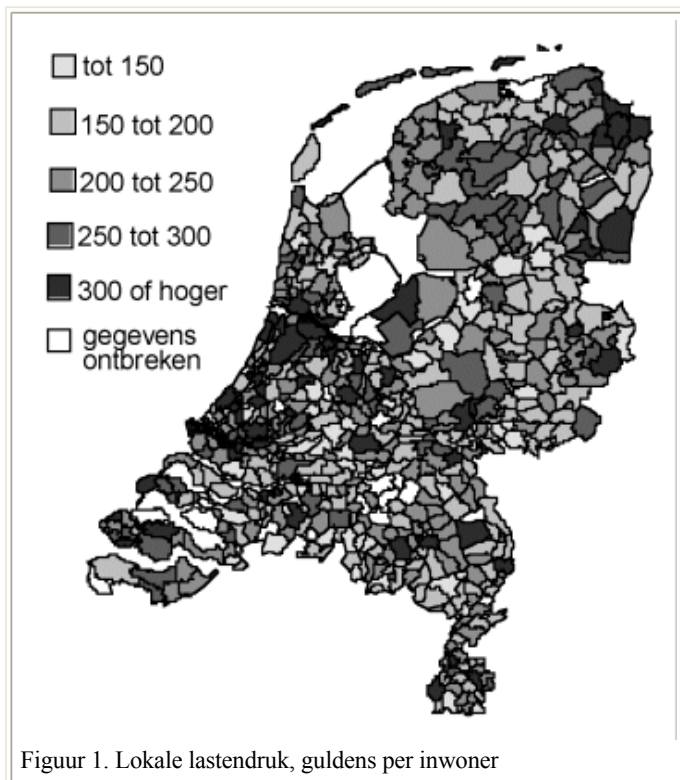 tot 150
150 tot 200
200 tot 250
250 tot 300
300 of hoger
gegevens
ontbreken
Figuur 1. Lokale lastendruk, guldens per inwoner